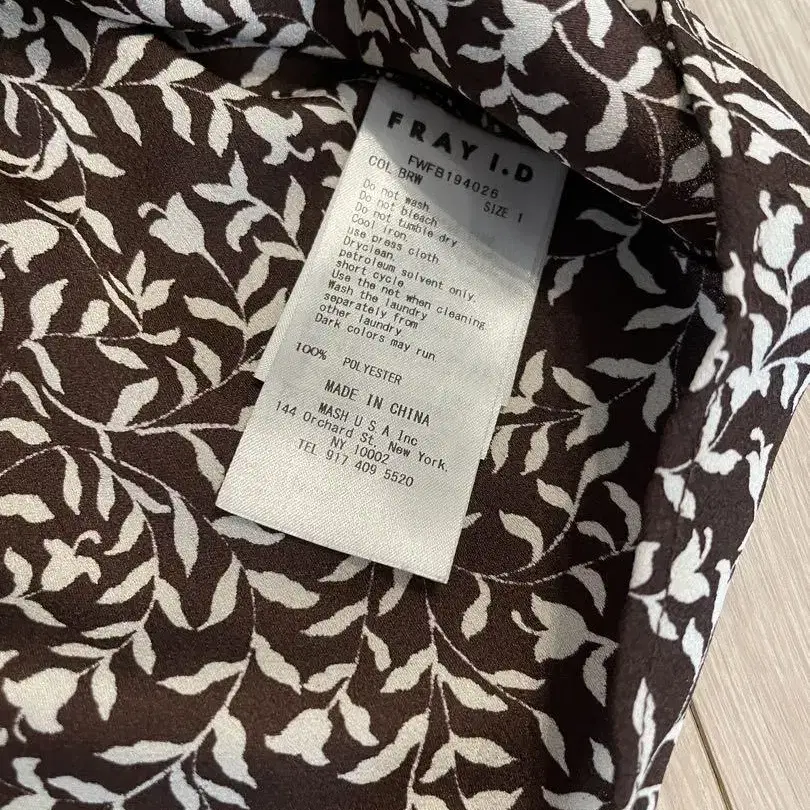 FRAY I.D
FWFB194026
COL BRW SIZE 1
Do not wash
Do not bleach
Do not tumble dry
Cool iron
use press cloth
Dryclean.
petroleum solvent only.
short cycle
Use the net when cleaning.
Wash the laundry
separately from
other laundry
Dark colors may run
100% POLYESTER
MADE IN CHINA
MASH U S A Inc
144 Orchard St, New York.
NY 10002
TEL 917 409 5520